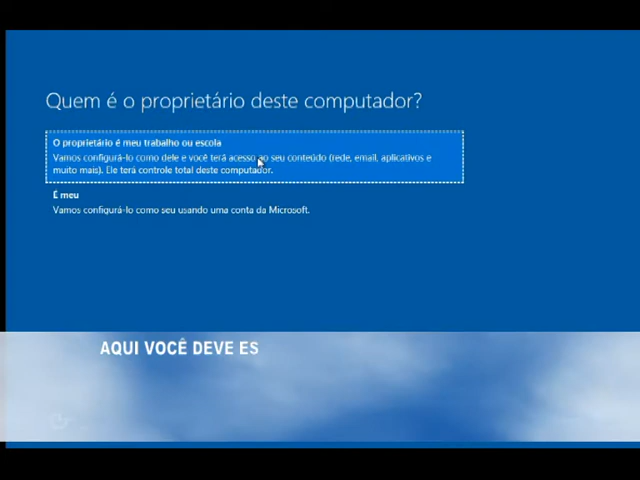 Quem é o proprietário deste computador?
O proprietário é meu trabalho ou escola
Vamos configurá-lo como dele e você terá acesso ao seu conteúdo (rede, email, aplicativos e
muito mais). Ele terá controle total deste computador.
É meu
Vamos configurá-lo como seu usando uma conta da Microsoft.
AQUI VOCÊ DEVE ES